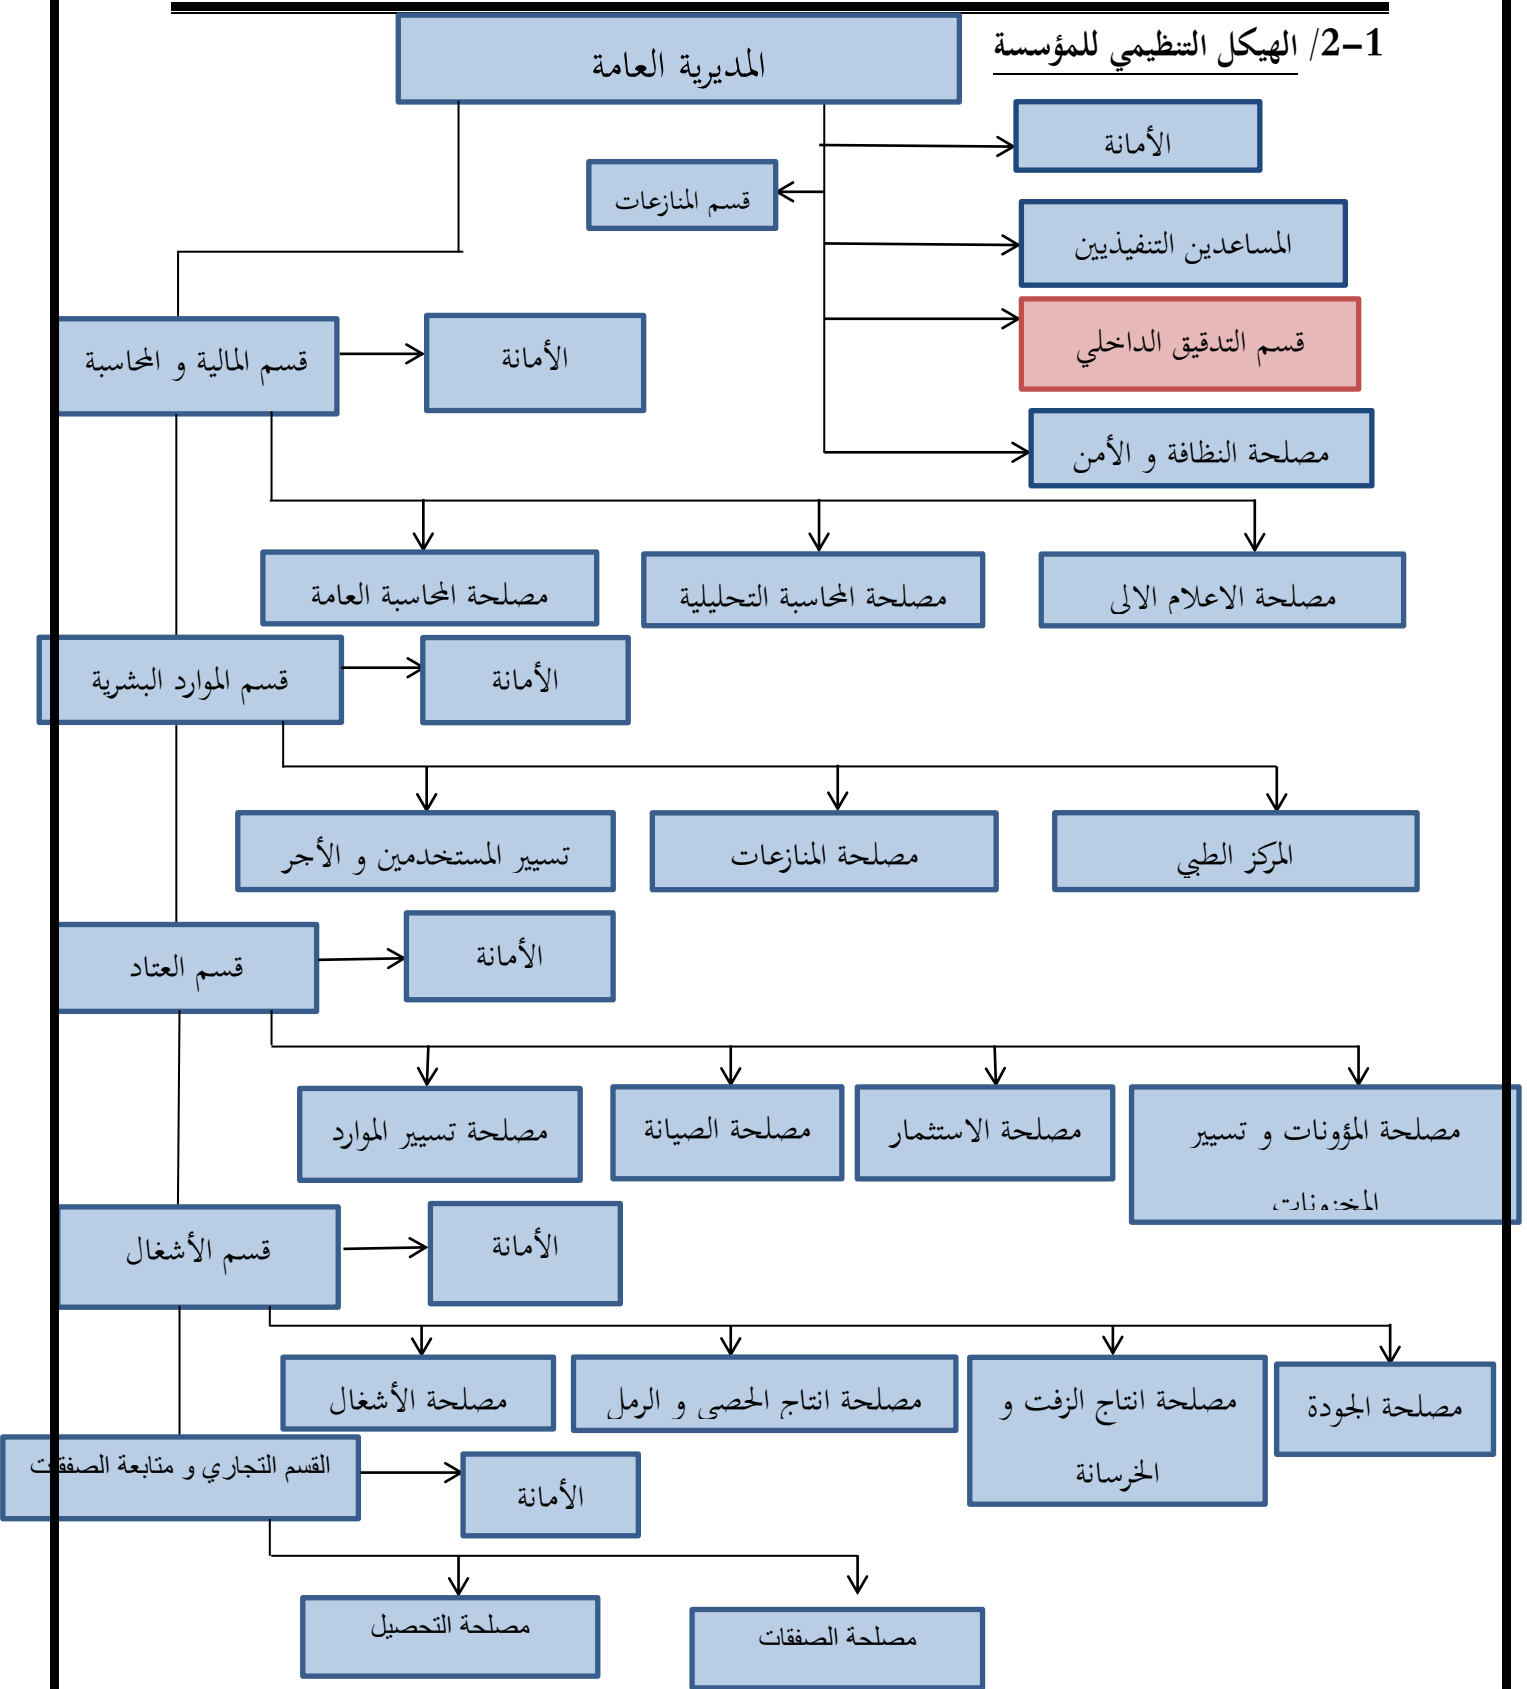 1-2/ الهيكل التنظيمي للمؤسسة
المديرية العامة
الأمانة
قسم المنازعات
المساعدين التنفيذيين
قسم التدقيق الداخلي
مصلحة النظافة و الأمن
قسم المالية و المحاسبة
الأمانة
مصلحة الاعلام الالى
مصلحة المحاسبة التحليلية
مصلحة المحاسبة العامة
قسم الموارد البشرية
الأمانة
المركز الطبي
مصلحة المنازعات
تسيير المستخدمين و الأجر
قسم العتاد
الأمانة
مصلحة المؤونات و تسيير
المخزونات
مصلحة الاستثمار
مصلحة الصيانة
مصلحة تسيير الموارد
قسم الأشغال
الأمانة
مصلحة الجودة
مصلحة انتاج الزفت و
الخرسانة
مصلحة انتاج الحصى و الرمل
مصلحة الأشغال
القسم التجاري و متابعة الصفقات
الأمانة
مصلحة الصفقات
مصلحة التحصيل